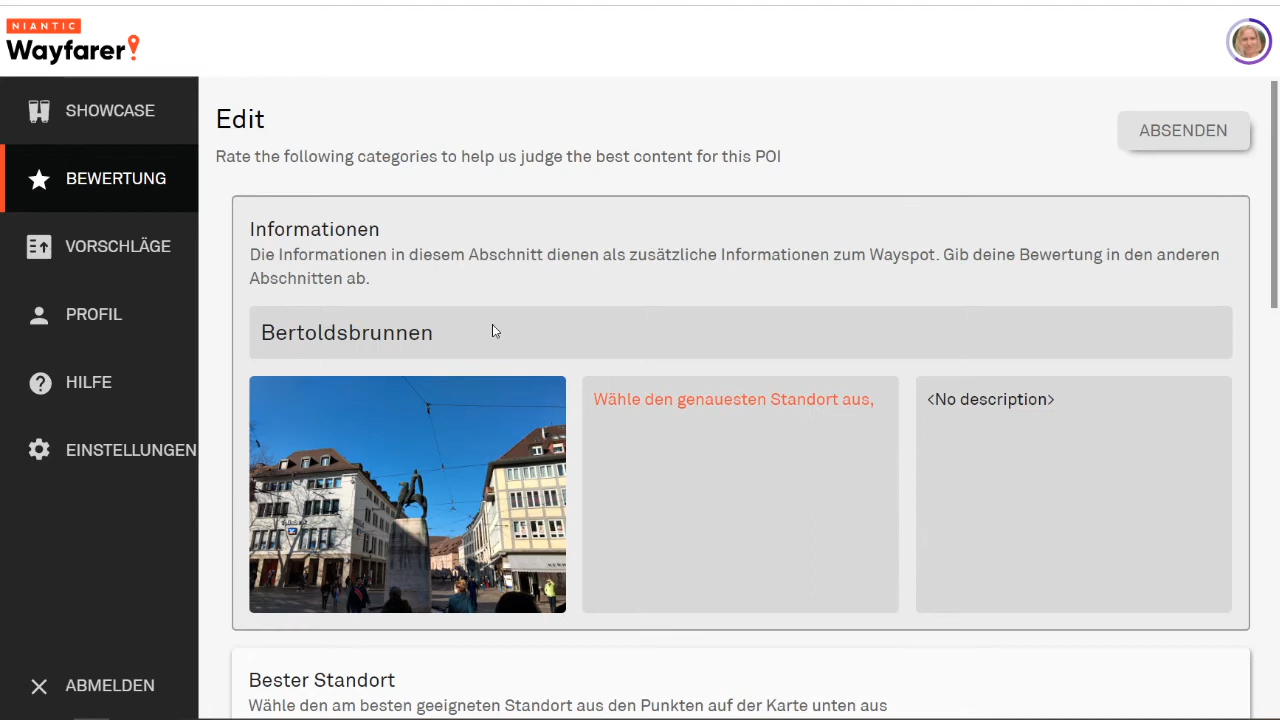 NIANTIC
Wayfarer
SHOWCASE
BEWERTUNG
VORSCHLÄGE
PROFIL
HILFE
EINSTELLUNGEN
ABMELDEN
Edit
ABSENDEN
Rate the following categories to help us judge the best content for this POI
Informationen
Die Informationen in diesem Abschnitt dienen als zusätzliche Informationen zum Wayspot. Gib deine Bewertung in den anderen
Abschnitten ab.
Bertoldsbrunnen
Wähle den genauesten Standort aus,
<No description>
Bester Standort
Wähle den am besten geeigneten Standort aus den Punkten auf der Karte unten aus